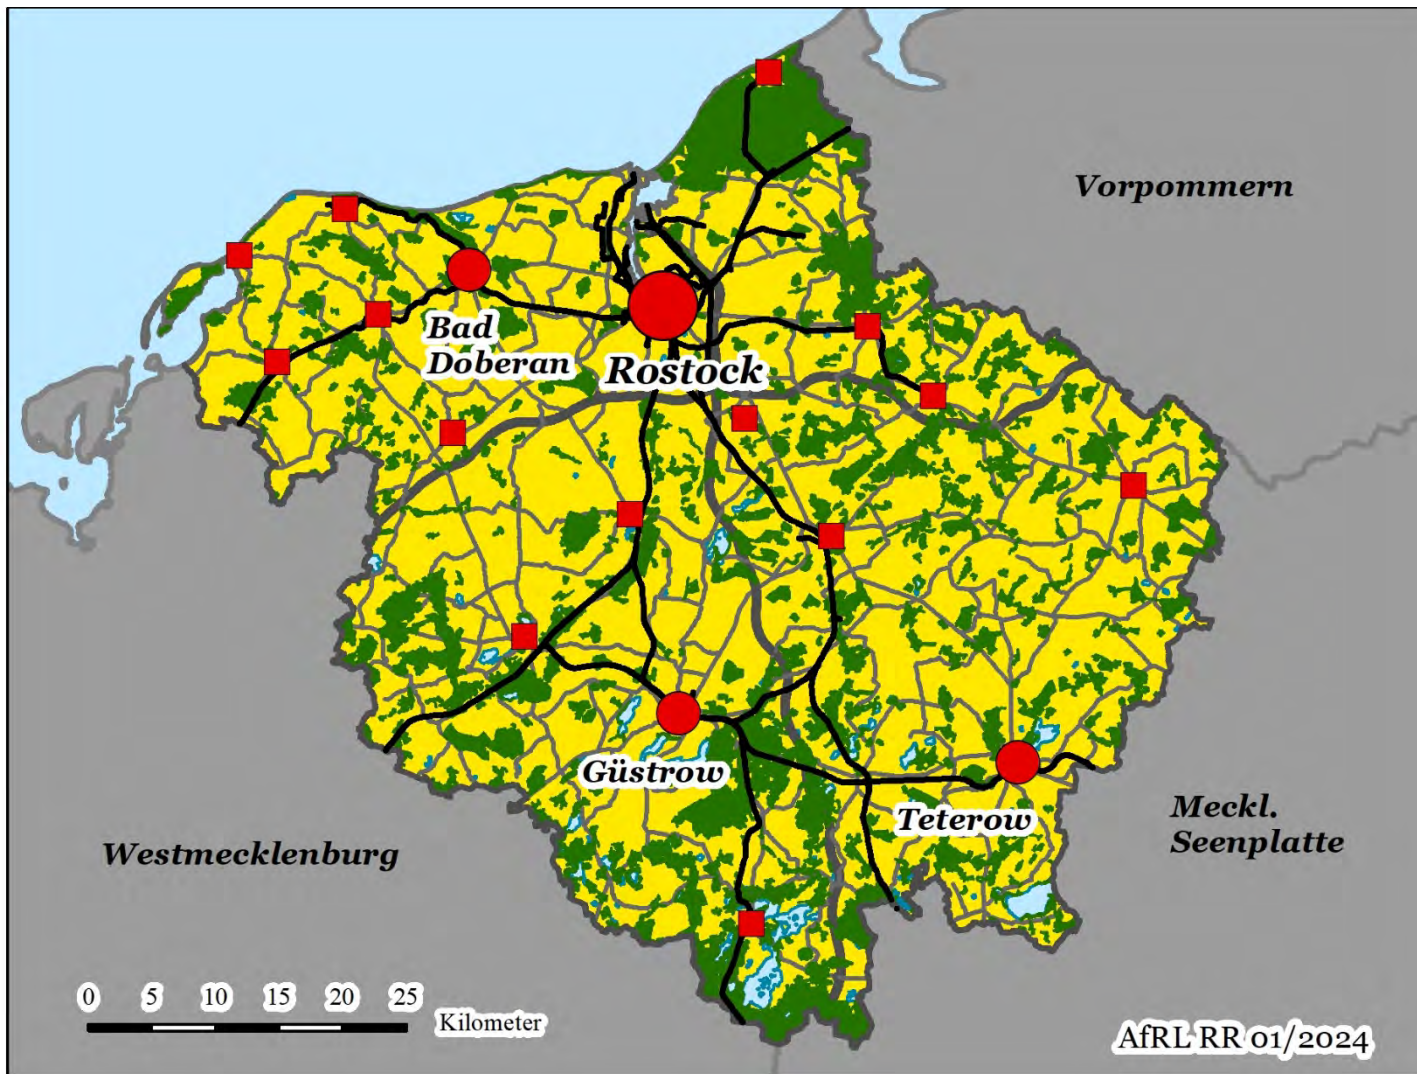 Vorpommern
Bad
Doberan
Rostock
Güstrow
Teterow
Meckl.
Seenplatte
Westmecklenburg
0 5 10 15 20 25
Kilometer
AfRL RR 01/2024